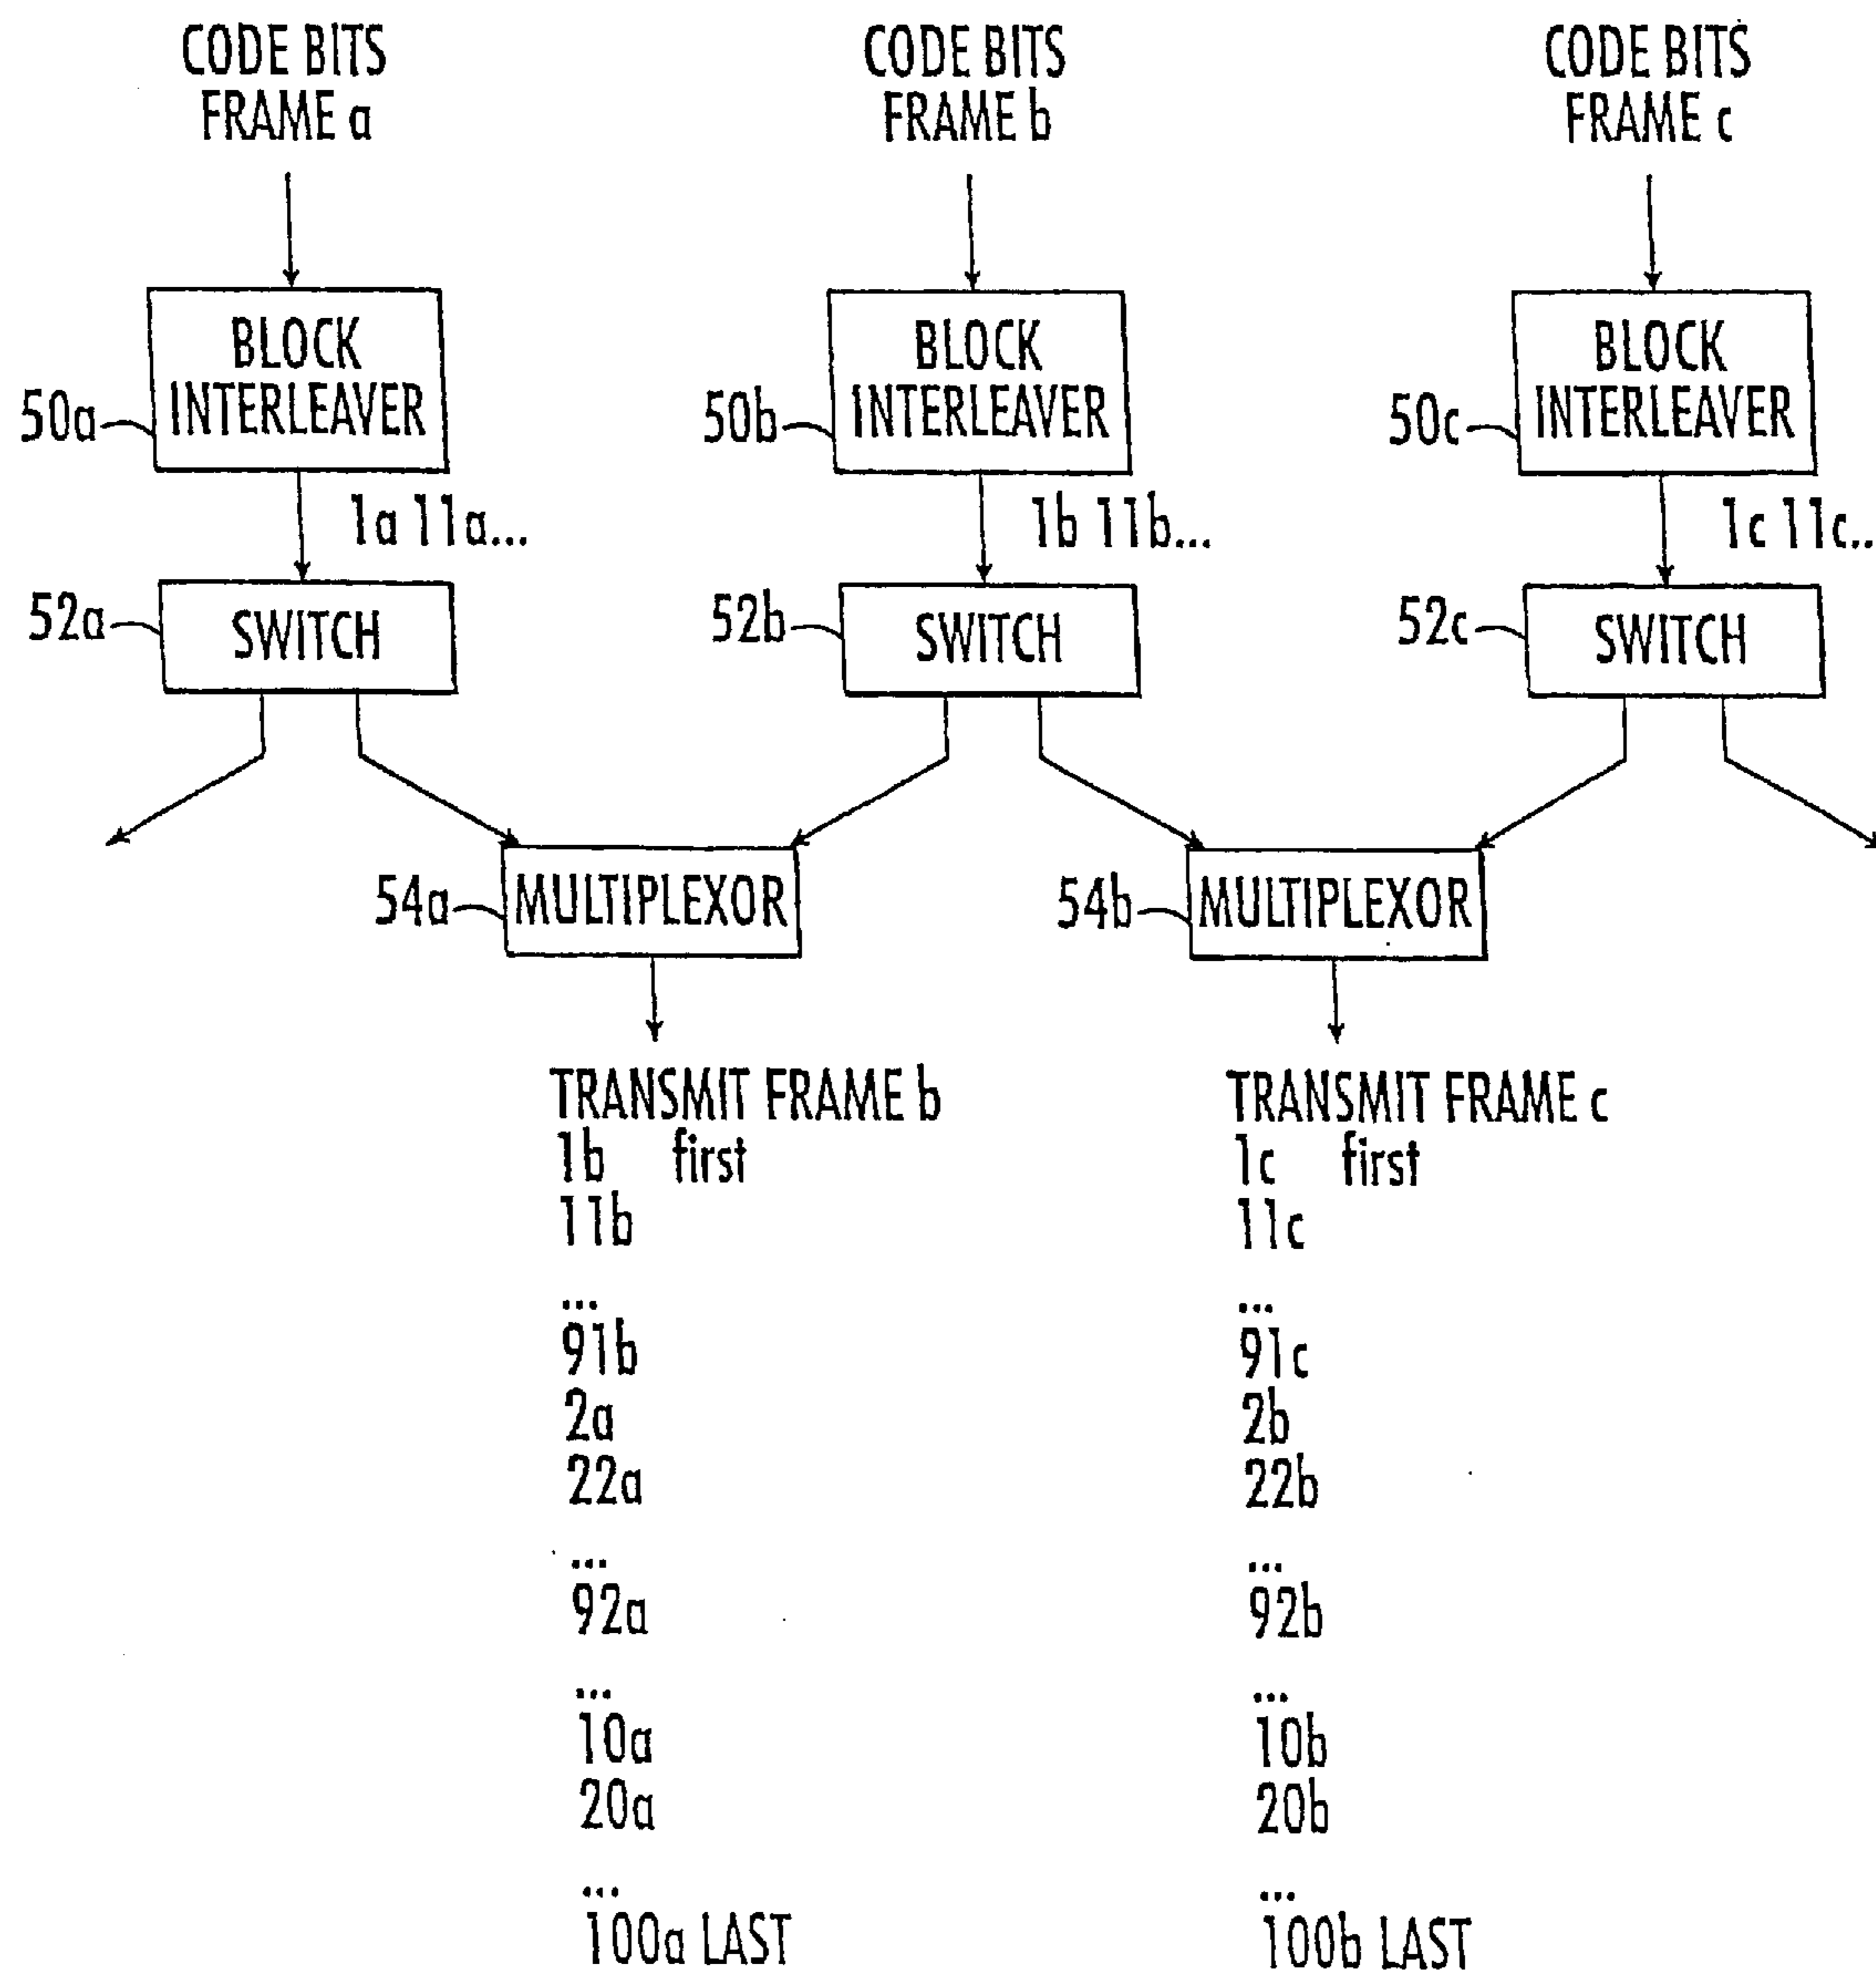 CODE BITS
FRAME a
CODE BITS
FRAME b
CODE BITS
FRAME c
BLOCK
INTERLEAVER
50a
BLOCK
INTERLEAVER
50b
BLOCK
INTERLEAVER
50c
1a 11a...
1b 11b...
1c 11c..
52a
SWITCH
52b
SWITCH
52c
SWITCH
54a
MULTIPLEXOR
54b
MULTIPLEXOR
TRANSMIT FRAME b
1b first
11b
...
91b
2a
22a
...
92a
...
10a
20a
...
100a LAST
TRANSMIT FRAME c
1c first
11c
...
91c
2b
22b
...
92b
...
10b
20b
...
100b LAST